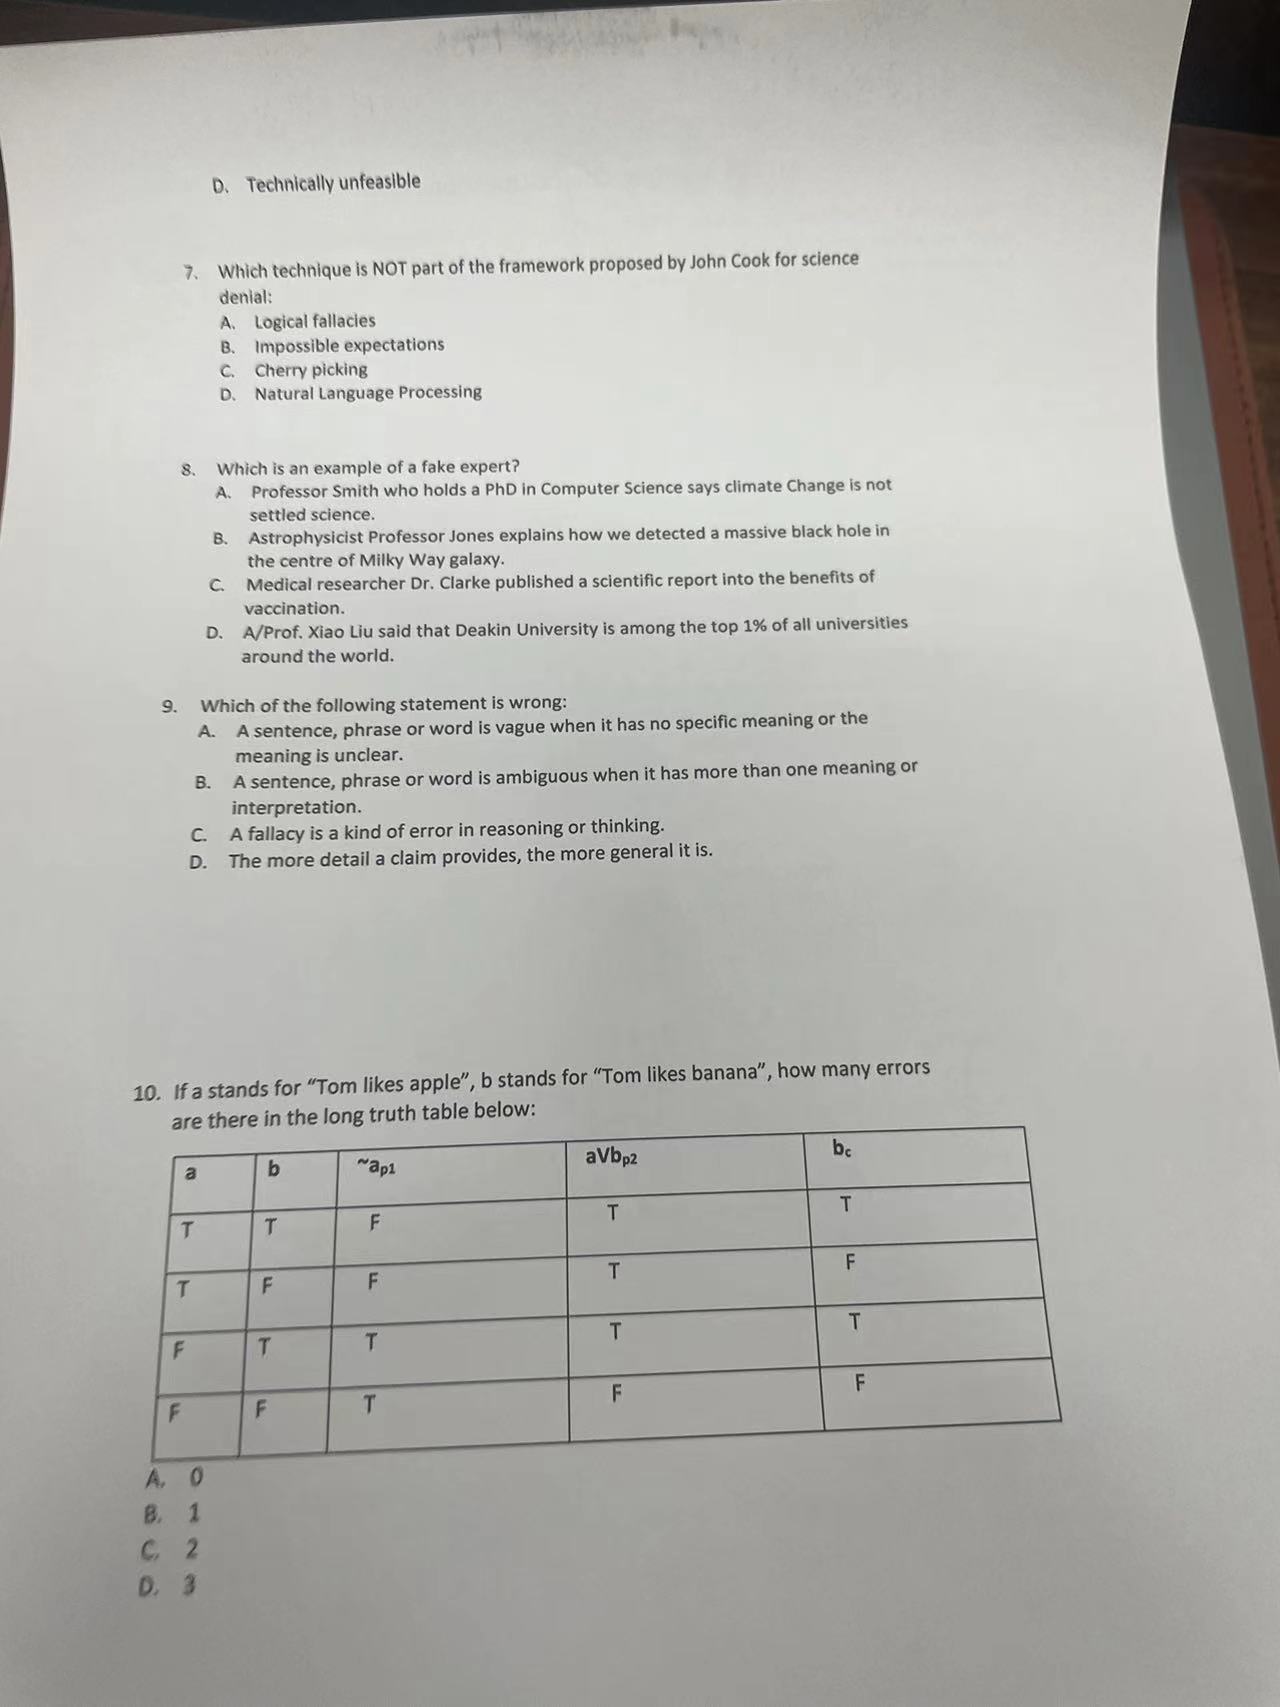 D. Technically unfeasible
7. Which technique is NOT part of the framework proposed by John Cook for science
denial:
A. Logical fallacies
B. Impossible expectations
C. Cherry picking
D. Natural Language Processing
8. Which is an example of a fake expert?
A. Professor Smith who holds a PhD in Computer Science says climate Change is not
settled science.
B. Astrophysicist Professor Jones explains how we detected a massive black hole in
the centre of Milky Way galaxy.
C. Medical researcher Dr. Clarke published a scientific report into the benefits of
vaccination.
D. A/Prof. Xiao Liu said that Deakin University is among the top 1% of all universities
around the world.
9. Which of the following statement is wrong:
A. A sentence, phrase or word is vague when it has no specific meaning or the
meaning is unclear.
B. A sentence, phrase or word is ambiguous when it has more than one meaning or
interpretation.
C. A fallacy is a kind of error in reasoning or thinking.
D. The more detail a claim provides, the more general it is.
10. If a stands for “Tom likes apple”, b stands for “Tom likes banana”, how many errors
are there in the long truth table below:
a b ~ap1 aVbp2 bc
T T F T T
T F F T F
F T T T T
F F T F F
A. 0
B. 1
C. 2
D. 3